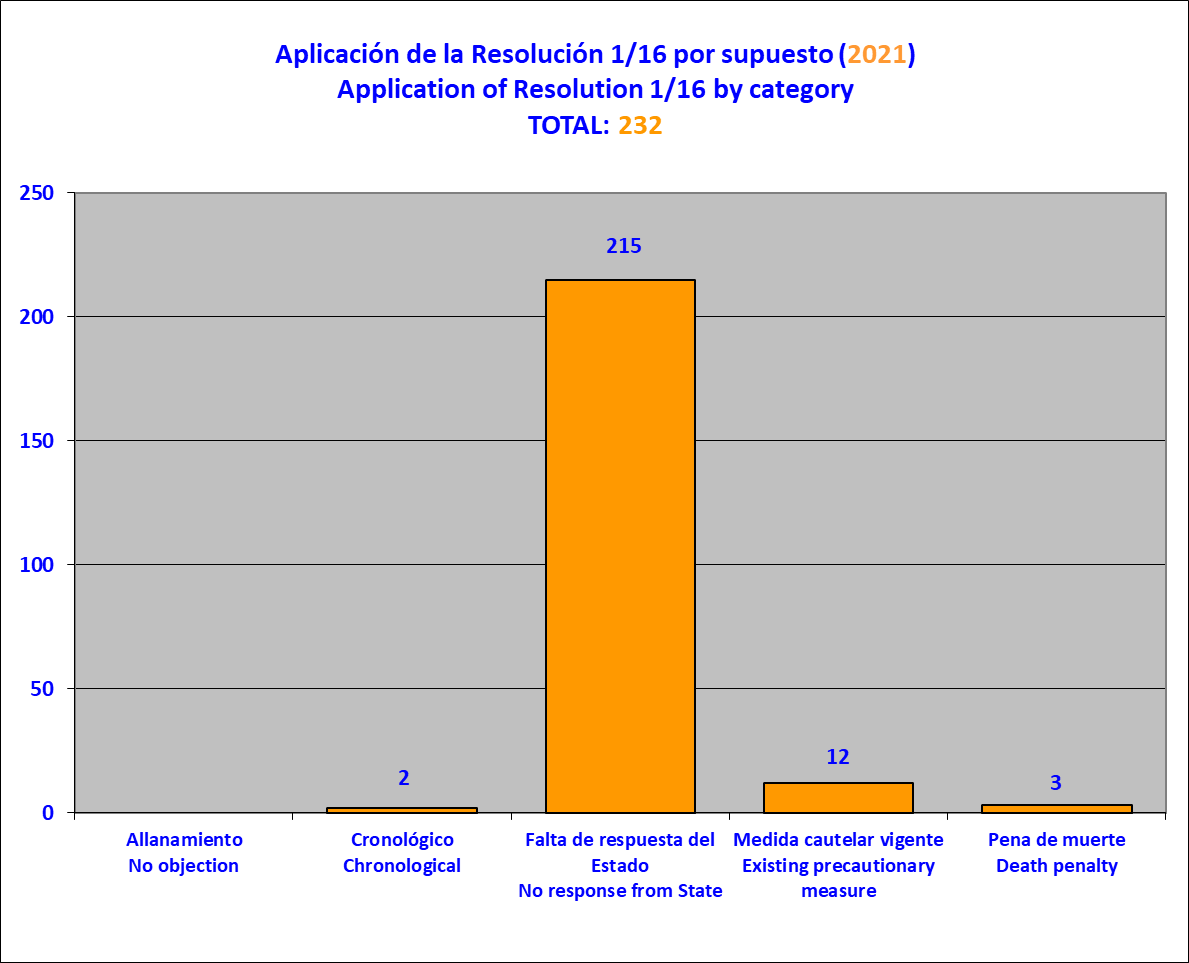 Aplicación de la Resolución 1/16 por supuesto (2021)
Application of Resolution 1/16 by category
TOTAL: 232
250
200
150
100
50
0
2
215
12
3
Allanamiento
No objection
Cronológico
Chronological
Falta de respuesta del
Estado
No response from State
Medida cautelar vigente
Existing precautionary
measure
Pena de muerte
Death penalty